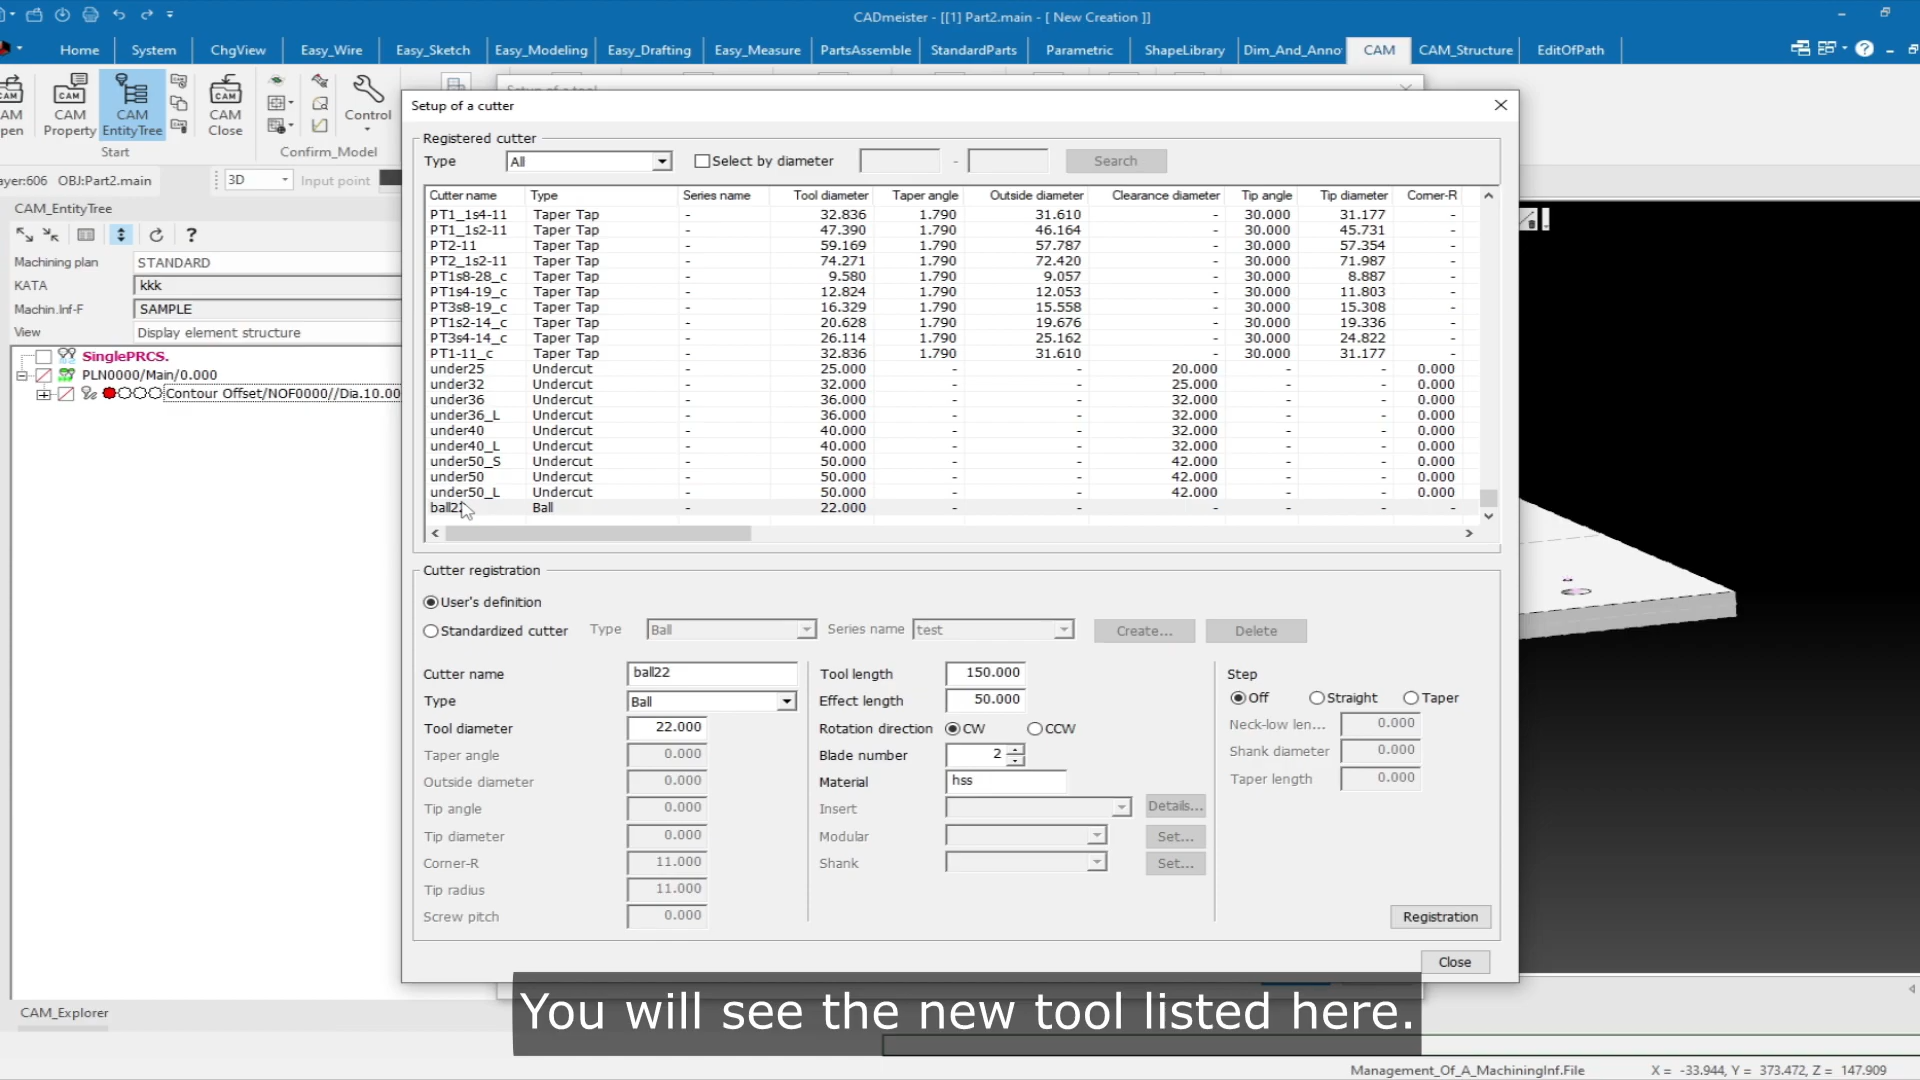 CADmeister - [[1] Part2.main - [ New Creation ]]
Home System ChgView Easy_Wire Easy_Sketch Easy_Modeling Easy_Drafting Easy_Measure PartsAssemble StandardParts Parametric ShapeLibrary Dim_And_Anno CAM CAM_Structure EditOfPath
AM pen
CAM Property
CAM EntityTree
CAM Close
Control
Start
Confirm_Model
ayer:606 OBJ:Part2.main
3D
Input point
CAM_EntityTree
Machining plan STANDARD
KATA kkk
Machin.Inf-F SAMPLE
View Display element structure
SinglePRCS.
PLN0000/Main/0.000
Contour Offset/NOF0000//Dia.10.00
CAM_Explorer
Setup of a tool
Setup of a cutter
Registered cutter
Type All Select by diameter - Search
Cutter name Type Series name Tool diameter Taper angle Outside diameter Clearance diameter Tip angle Tip diameter Corner-R
PT1_1s4-11 Taper Tap - 32.836 1.790 31.610 - 30.000 31.177 -
PT1_1s2-11 Taper Tap - 47.390 1.790 46.164 - 30.000 45.731 -
PT2-11 Taper Tap - 59.169 1.790 57.787 - 30.000 57.354 -
PT2_1s2-11 Taper Tap - 74.271 1.790 72.420 - 30.000 71.987 -
PT1s8-28_c Taper Tap - 9.580 1.790 9.057 - 30.000 8.887 -
PT1s4-19_c Taper Tap - 12.824 1.790 12.053 - 30.000 11.803 -
PT3s8-19_c Taper Tap - 16.329 1.790 15.558 - 30.000 15.308 -
PT1s2-14_c Taper Tap - 20.628 1.790 19.676 - 30.000 19.336 -
PT3s4-14_c Taper Tap - 26.114 1.790 25.162 - 30.000 24.822 -
PT1-11_c Taper Tap - 32.836 1.790 31.610 - 30.000 31.177 -
under25 Undercut - 25.000 - - 20.000 - - 0.000
under32 Undercut - 32.000 - - 25.000 - - 0.000
under36 Undercut - 36.000 - - 32.000 - - 0.000
under36_L Undercut - 36.000 - - 32.000 - - 0.000
under40 Undercut - 40.000 - - 32.000 - - 0.000
under40_L Undercut - 40.000 - - 32.000 - - 0.000
under50_S Undercut - 50.000 - - 42.000 - - 0.000
under50 Undercut - 50.000 - - 42.000 - - 0.000
under50_L Undercut - 50.000 - - 42.000 - - 0.000
ball22 Ball - 22.000 - - - - - -
Cutter registration
User's definition
Standardized cutter Type Ball Series name test Create... Delete
Cutter name ball22
Type Ball
Tool diameter 22.000
Taper angle 0.000
Outside diameter 0.000
Tip angle 0.000
Tip diameter 0.000
Corner-R 11.000
Tip radius 11.000
Screw pitch 0.000
Tool length 150.000
Effect length 50.000
Rotation direction CW CCW
Blade number 2
Material hss
Insert Details...
Modular Set...
Shank Set...
Step
Off Straight Taper
Neck-low len... 0.000
Shank diameter 0.000
Taper length 0.000
Registration
Close
You will see the new tool listed here.
Management_Of_A_MachiningInf.File X = -33.944, Y = 373.472, Z = 147.909